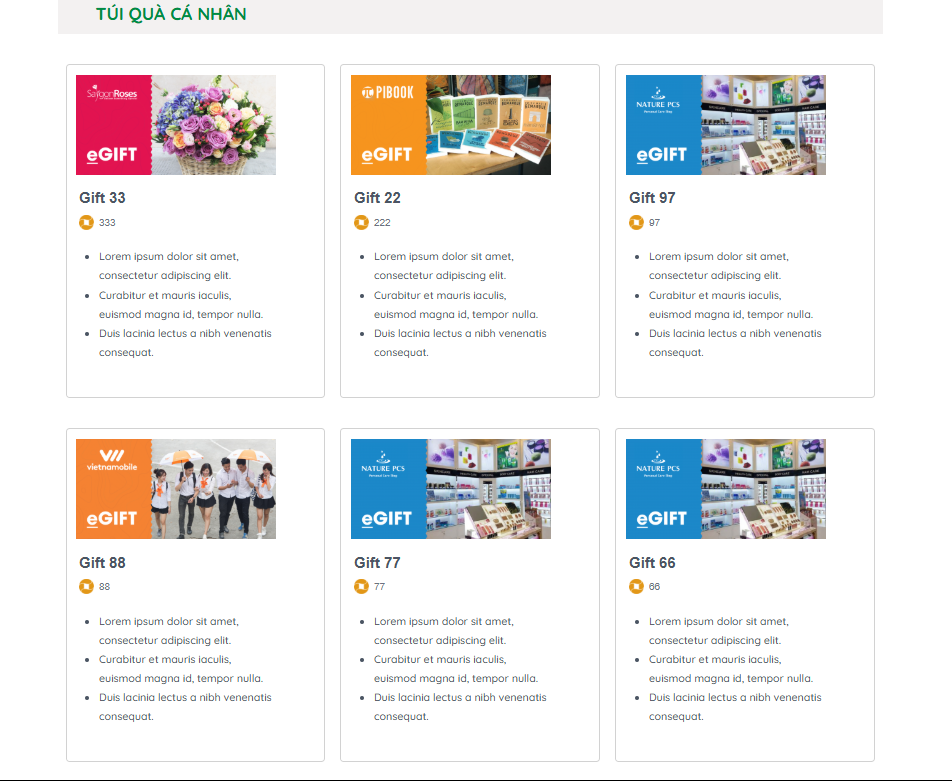 TÚI QUÀ CÁ NHÂN
SaigonRoses
eGIFT
PIBOOK
eGIFT
NATURE PCS
Personal Care Shop
eGIFT
Gift 33
Gift 22
Gift 97
333
222
97
Lorem ipsum dolor sit amet,
consectetur adipiscing elit.
Curabitur et mauris iaculis,
euismod magna id, tempor nulla.
Duis lacinia lectus a nibh venenatis
consequat.
Lorem ipsum dolor sit amet,
consectetur adipiscing elit.
Curabitur et mauris iaculis,
euismod magna id, tempor nulla.
Duis lacinia lectus a nibh venenatis
consequat.
Lorem ipsum dolor sit amet,
consectetur adipiscing elit.
Curabitur et mauris iaculis,
euismod magna id, tempor nulla.
Duis lacinia lectus a nibh venenatis
consequat.
vietnamobile
eGIFT
NATURE PCS
Personal Care Shop
eGIFT
NATURE PCS
Personal Care Shop
eGIFT
Gift 88
Gift 77
Gift 66
88
77
66
Lorem ipsum dolor sit amet,
consectetur adipiscing elit.
Curabitur et mauris iaculis,
euismod magna id, tempor nulla.
Duis lacinia lectus a nibh venenatis
consequat.
Lorem ipsum dolor sit amet,
consectetur adipiscing elit.
Curabitur et mauris iaculis,
euismod magna id, tempor nulla.
Duis lacinia lectus a nibh venenatis
consequat.
Lorem ipsum dolor sit amet,
consectetur adipiscing elit.
Curabitur et mauris iaculis,
euismod magna id, tempor nulla.
Duis lacinia lectus a nibh venenatis
consequat.